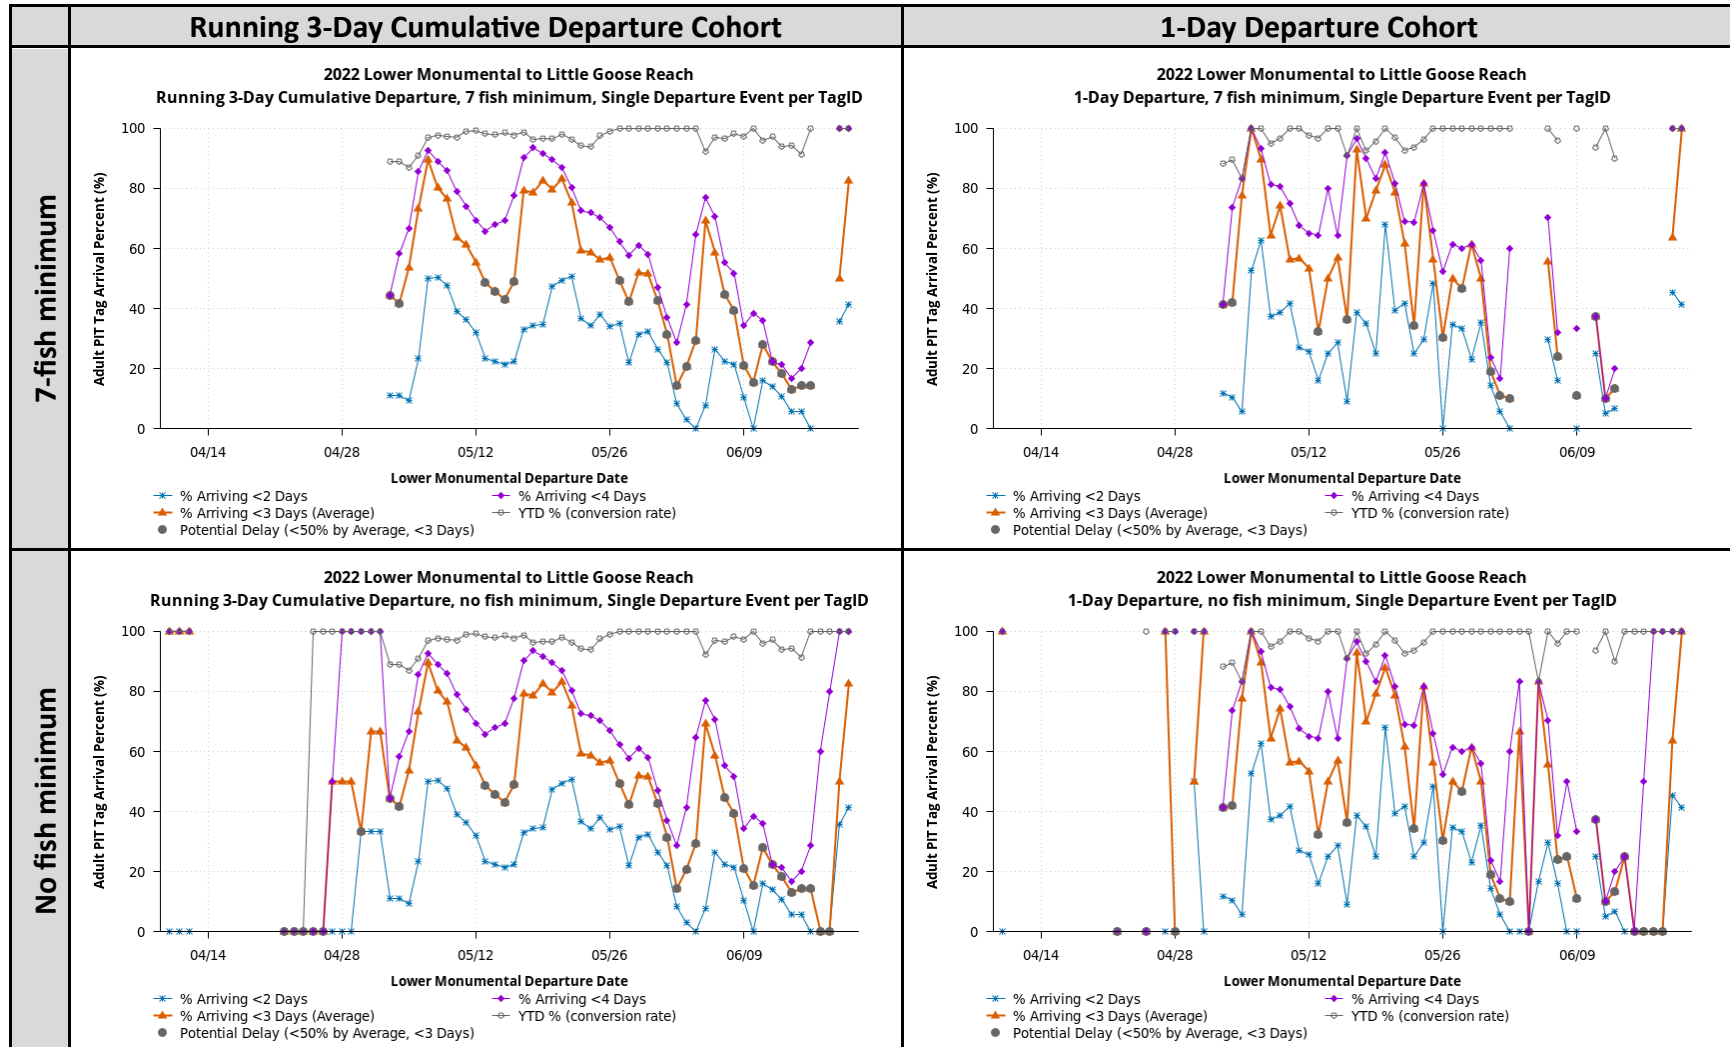 Running 3-Day Cumulative Departure Cohort
1-Day Departure Cohort
7-fish minimum
2022 Lower Monumental to Little Goose Reach
Running 3-Day Cumulative Departure, 7 fish minimum, Single Departure Event per TagID
Adult PIT Tag Arrival Percent (%)
100
80
60
40
20
0
04/14 04/28 05/12 05/26 06/09
Lower Monumental Departure Date
% Arriving <2 Days % Arriving <4 Days
% Arriving <3 Days (Average) YTD % (conversion rate)
Potential Delay (<50% by Average, <3 Days)
2022 Lower Monumental to Little Goose Reach
1-Day Departure, 7 fish minimum, Single Departure Event per TagID
Adult PIT Tag Arrival Percent (%)
100
80
60
40
20
0
04/14 04/28 05/12 05/26 06/09
Lower Monumental Departure Date
% Arriving <2 Days % Arriving <4 Days
% Arriving <3 Days (Average) YTD % (conversion rate)
Potential Delay (<50% by Average, <3 Days)
No fish minimum
2022 Lower Monumental to Little Goose Reach
Running 3-Day Cumulative Departure, no fish minimum, Single Departure Event per TagID
Adult PIT Tag Arrival Percent (%)
100
80
60
40
20
0
04/14 04/28 05/12 05/26 06/09
Lower Monumental Departure Date
% Arriving <2 Days % Arriving <4 Days
% Arriving <3 Days (Average) YTD % (conversion rate)
Potential Delay (<50% by Average, <3 Days)
2022 Lower Monumental to Little Goose Reach
1-Day Departure, no fish minimum, Single Departure Event per TagID
Adult PIT Tag Arrival Percent (%)
100
80
60
40
20
0
04/14 04/28 05/12 05/26 06/09
Lower Monumental Departure Date
% Arriving <2 Days % Arriving <4 Days
% Arriving <3 Days (Average) YTD % (conversion rate)
Potential Delay (<50% by Average, <3 Days)